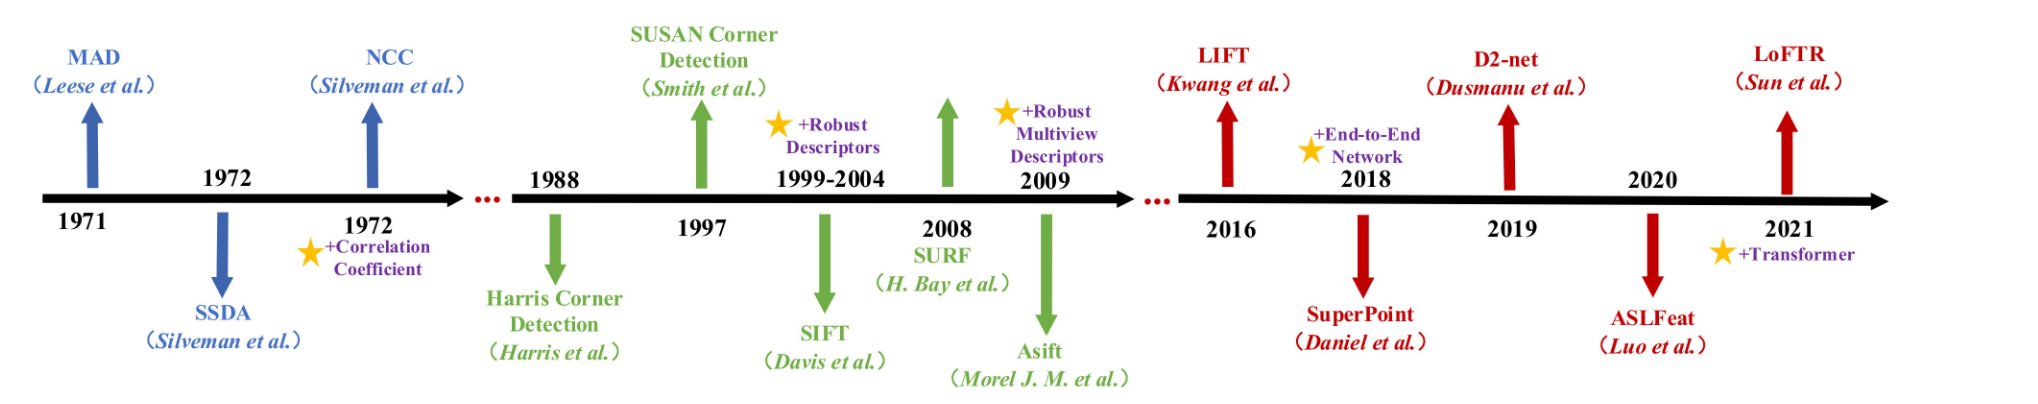 MAD
（Leese et al.）
1971
1972
SSDA
（Silveman et al.）
NCC
（Silveman et al.）
1972
+Correlation
Coefficient
...
1988
Harris Corner
Detection
（Harris et al.）
SUSAN Corner
Detection
（Smith et al.）
1997
+Robust
Descriptors
1999-2004
SIFT
（Davis et al.）
2008
SURF
（H. Bay et al.）
+Robust
Multiview
Descriptors
2009
Asift
（Morel J. M. et al.）
...
LIFT
（Kwang et al.）
2016
+End-to-End
Network
2018
SuperPoint
（Daniel et al.）
D2-net
（Dusmanu et al.）
2019
2020
ASLFeat
（Luo et al.）
LoFTR
（Sun et al.）
2021
+Transformer